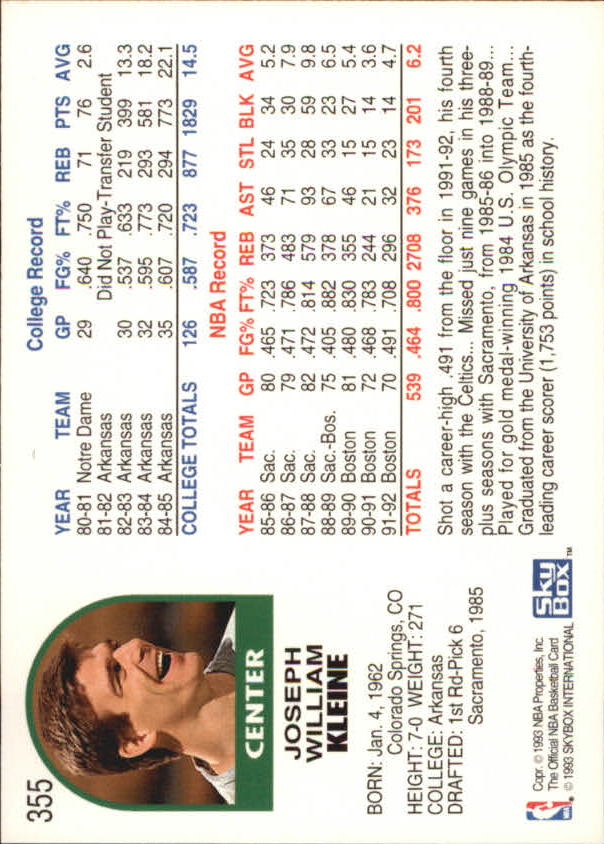 355
CENTER
JOSEPH
WILLIAM
KLEINE
BORN: Jan. 4, 1962
Colorado Springs, CO
HEIGHT: 7-0 WEIGHT: 271
COLLEGE: Arkansas
DRAFTED: 1st Rd-Pick 6
Sacramento, 1985
Copr. © 1993 NBA Properties, Inc.
The Official NBA Basketball Card
© 1993 SKYBOX INTERNATIONAL
NBA
Sky
BOX
TM
College Record
YEAR TEAM GP FG% FT% REB PTS AVG
80-81 Notre Dame 29 .640 .750 71 76 2.6
81-82 Arkansas Did Not Play-Transfer Student
82-83 Arkansas 30 .537 .633 219 399 13.3
83-84 Arkansas 32 .595 .773 293 581 18.2
84-85 Arkansas 35 .607 .720 294 773 22.1
COLLEGE TOTALS 126 .587 .723 877 1829 14.5
NBA Record
YEAR TEAM GP FG% FT% REB AST STL BLK AVG
85-86 Sac. 80 .465 .723 373 46 24 34 5.2
86-87 Sac. 79 .471 .786 483 71 35 30 7.9
87-88 Sac. 82 .472 .814 579 93 28 59 9.8
88-89 Sac.-Bos. 75 .405 .882 378 67 33 23 6.5
89-90 Boston 81 .480 .830 355 46 15 27 5.4
90-91 Boston 72 .468 .783 244 21 15 14 3.6
91-92 Boston 70 .491 .708 296 32 23 14 4.7
TOTALS 539 .464 .800 2708 376 173 201 6.2
Shot a career-high .491 from the floor in 1991-92, his fourth
season with the Celtics... Missed just nine games in his three-
plus seasons with Sacramento, from 1985-86 into 1988-89...
Played for gold medal-winning 1984 U.S. Olympic Team...
Graduated from the University of Arkansas in 1985 as the fourth-
leading career scorer (1,753 points) in school history.